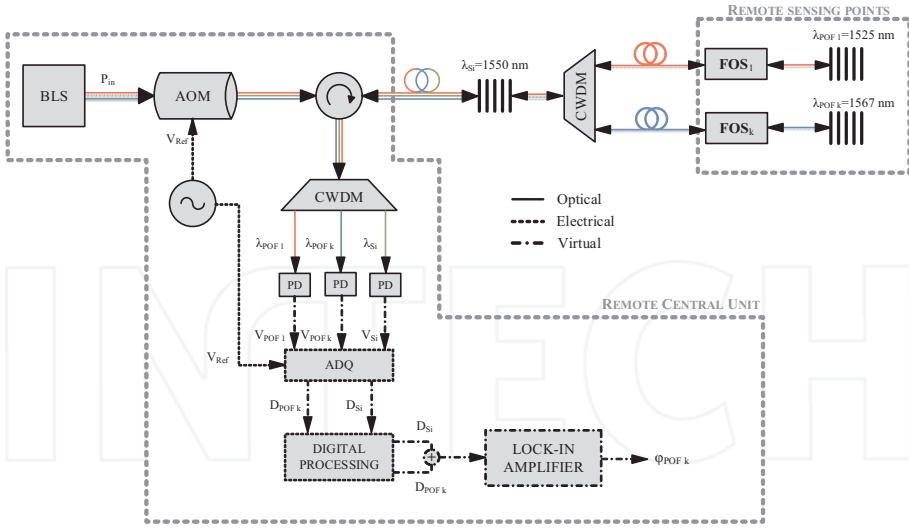 REMOTE SENSING POINTS
λPOF 1=1525 nm
λSi=1550 nm
BLS
Pin
AOM
CWDM
FOS1
λPOF k=1567 nm
FOSk
VRef
CWDM
Optical
Electrical
Virtual
λPOF 1
λPOF k
λSi
PD
PD
PD
REMOTE CENTRAL UNIT
VPOF 1
VPOF k
VSi
VRef
ADQ
DPOF k
DSi
DSi
DIGITAL
PROCESSING
LOCK-IN
AMPLIFIER
φPOF k
DPOF k
INTECH